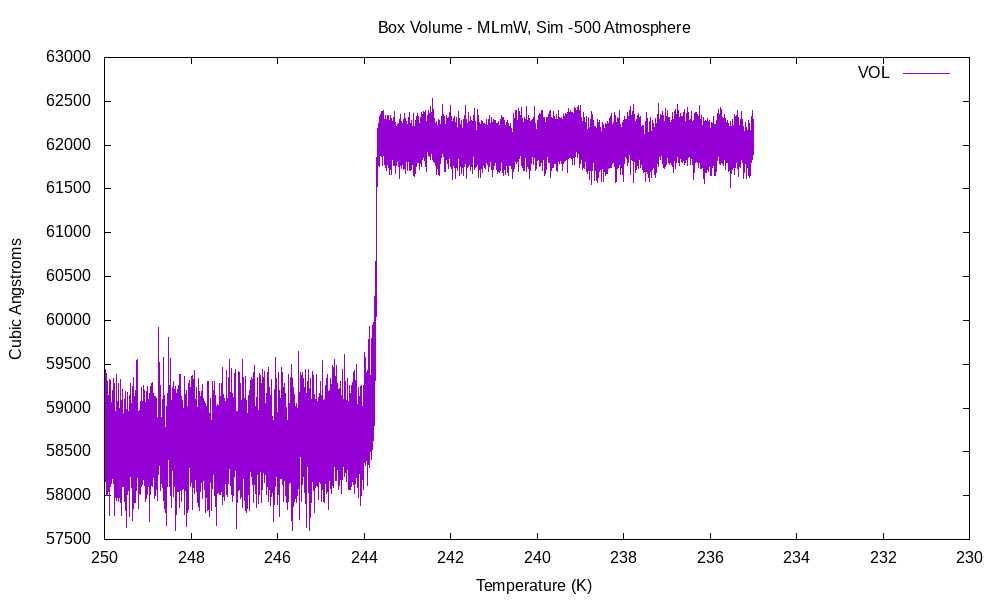 Box Volume - MLmW, Sim -500 Atmosphere
VOL
63000
62500
62000
61500
61000
60500
60000
59500
59000
58500
58000
57500
Cubic Angstroms
250 248 246 244 242 240 238 236 234 232 230
Temperature (K)